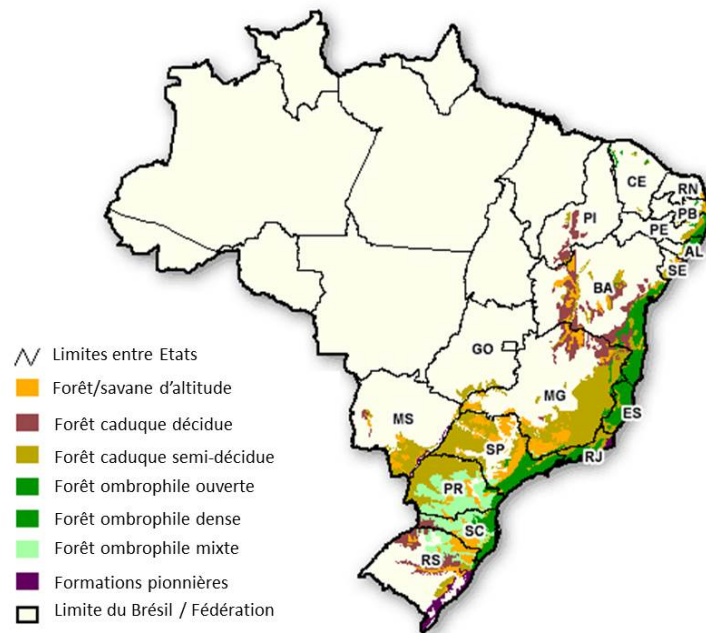 CE
RN
PB
PI
PE
AL
SE
BA
GO
MG
MS
ES
SP
RJ
PR
SC
RS
Limites entre Etats
Forêt/savane d'altitude
Forêt caduque décidue
Forêt caduque semi-décidue
Forêt ombrophile ouverte
Forêt ombrophile dense
Forêt ombrophile mixte
Formations pionnières
Limite du Brésil / Fédération